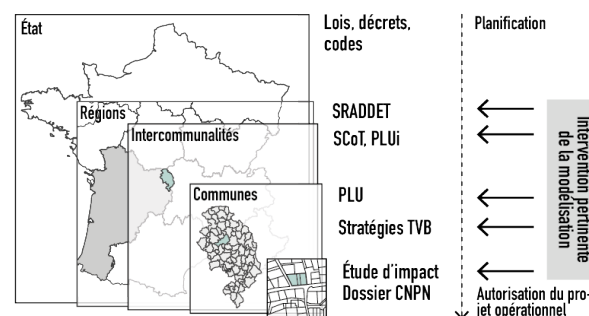 État
Lois, décrets,
codes
Planification
Régions
SRADDET
Intercommunalités
SCoT, PLUi
Communes
PLU
Stratégies TVB
Étude d'impact
Dossier CNPN
Intervention pertinente
de la modélisation
Autorisation du pro-
jet opérationnel